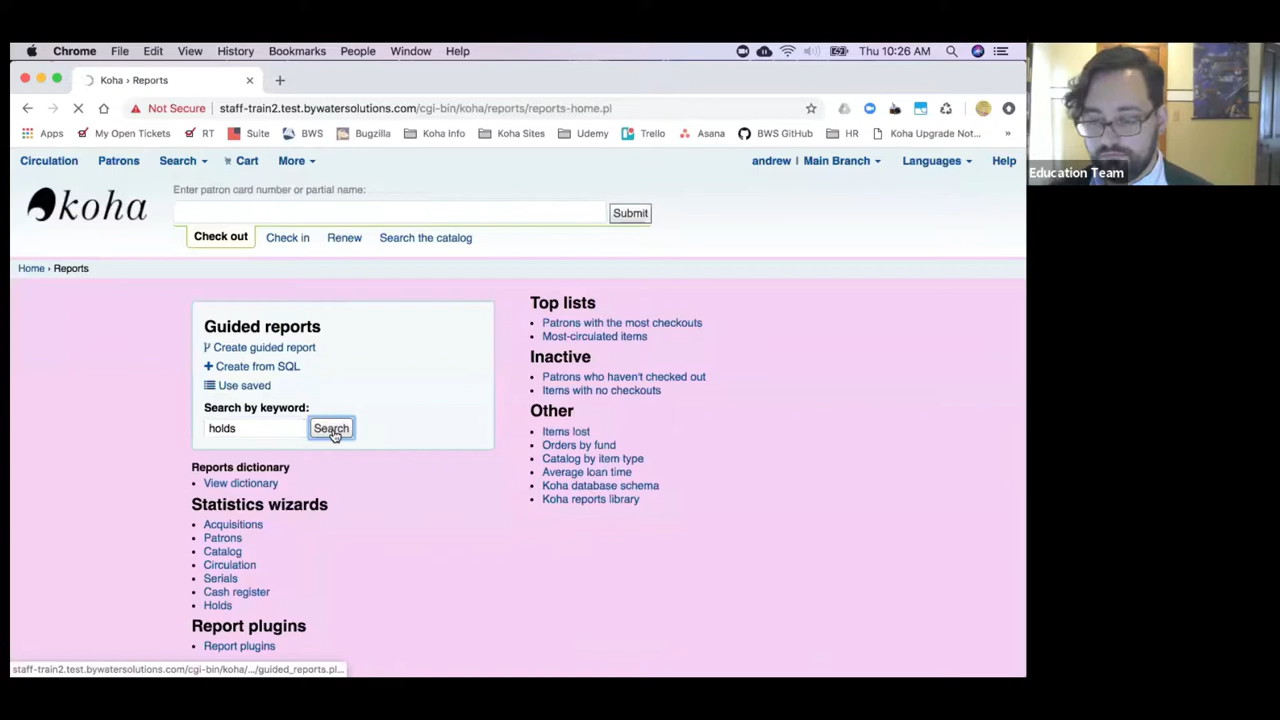 Chrome File Edit View History Bookmarks People Window Help Thu 10:26 AM
Koha › Reports
Not Secure staff-train2.test.bywatersolutions.com/cgi-bin/koha/reports/reports-home.pl
Apps My Open Tickets RT Suite BWS Bugzilla Koha Info Koha Sites Udemy Trello Asana BWS GitHub HR Koha Upgrade Not... »
Education Team
Circulation Patrons Search Cart More andrew | Main Branch Languages Help
koha
Enter patron card number or partial name:
Submit
Check out Check in Renew Search the catalog
Home › Reports
Guided reports
Create guided report
Create from SQL
Use saved
Search by keyword:
holds Search
Reports dictionary
View dictionary
Statistics wizards
Acquisitions
Patrons
Catalog
Circulation
Serials
Cash register
Holds
Report plugins
Report plugins
Top lists
Patrons with the most checkouts
Most-circulated items
Inactive
Patrons who haven't checked out
Items with no checkouts
Other
Items lost
Orders by fund
Catalog by item type
Average loan time
Koha database schema
Koha reports library
staff-train2.test.bywatersolutions.com/cgi-bin/koha/.../guided_reports.pl...